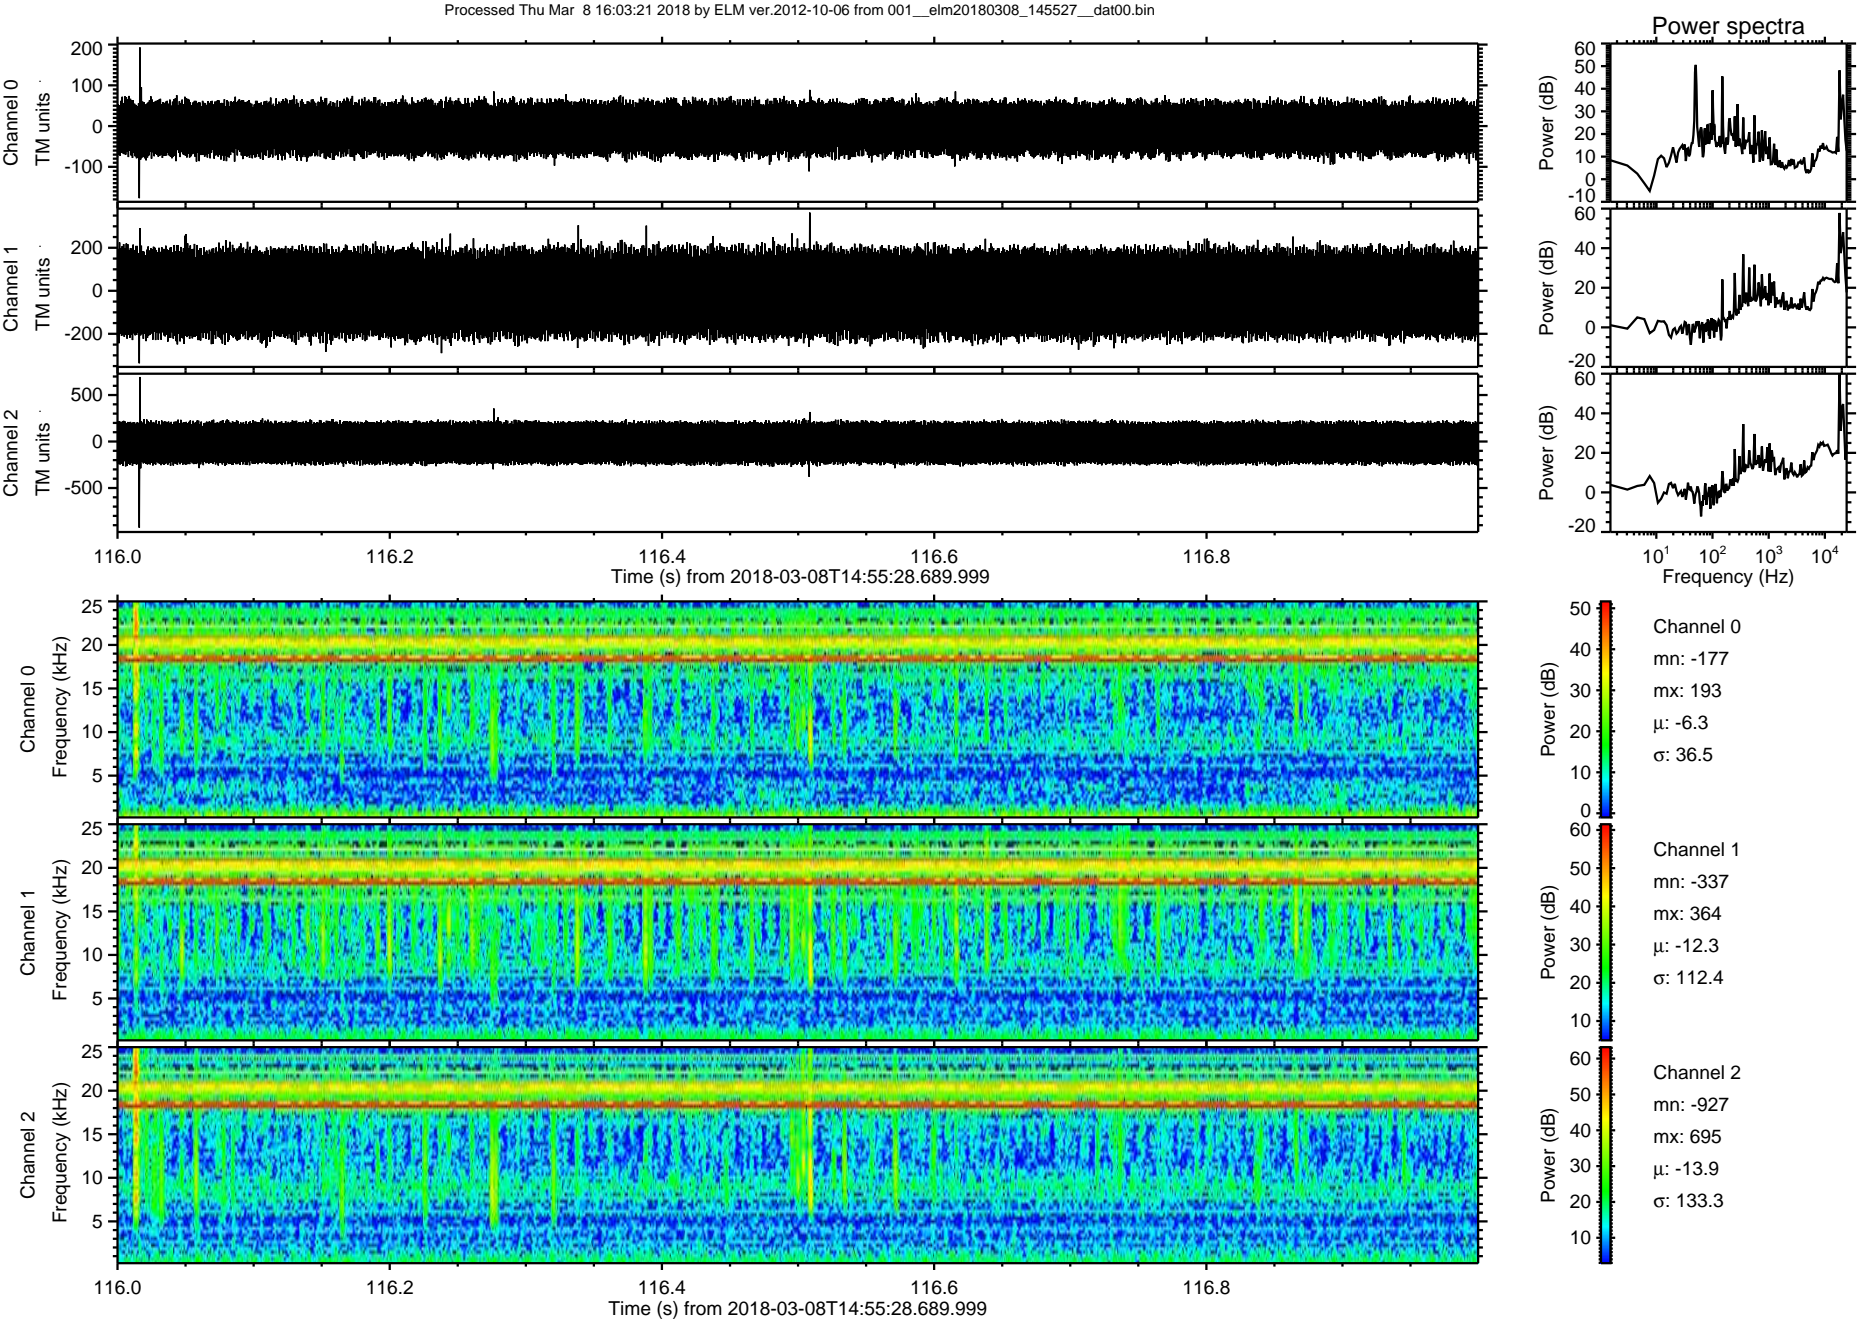 Processed Thu Mar  8 16:03:21 2018 by ELM ver.2012-10-06 from 001__elm20180308_145527__dat00.bin
Power spectra
Channel 0
TM units
200
100
0
-100
Power (dB)
60
50
40
30
20
10
0
-10
Channel 1
TM units
200
0
-200
Power (dB)
60
40
20
0
-20
Channel 2
TM units
500
0
-500
Power (dB)
60
40
20
0
-20
116.0 116.2 116.4 116.6 116.8
Time (s) from 2018-03-08T14:55:28.689.999
10¹ 10² 10³ 10⁴
Frequency (Hz)
Channel 0
Frequency (kHz)
25
20
15
10
5
Power (dB)
50
40
30
20
10
0
Channel 0
mn: -177
mx: 193
μ: -6.3
σ: 36.5
Channel 1
Frequency (kHz)
25
20
15
10
5
Power (dB)
60
50
40
30
20
10
Channel 1
mn: -337
mx: 364
μ: -12.3
σ: 112.4
Channel 2
Frequency (kHz)
25
20
15
10
5
Power (dB)
60
50
40
30
20
10
Channel 2
mn: -927
mx: 695
μ: -13.9
σ: 133.3
116.0 116.2 116.4 116.6 116.8
Time (s) from 2018-03-08T14:55:28.689.999